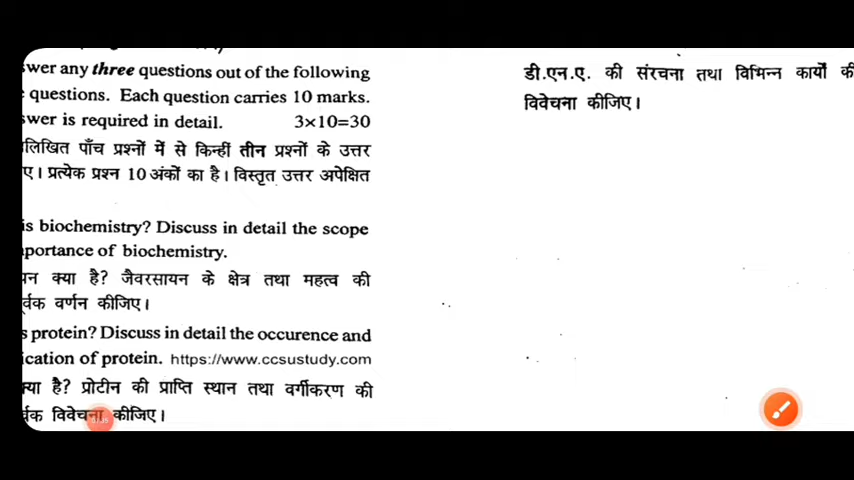 swer any three questions out of the following
questions. Each question carries 10 marks.
swer is required in detail. 3×10=30
लिखित पाँच प्रश्नों में से किन्हीं तीन प्रश्नों के उत्तर
ए। प्रत्येक प्रश्न 10 अंकों का है। विस्तृत उत्तर अपेक्षित
is biochemistry? Discuss in detail the scope
portance of biochemistry.
यन क्या है? जैवरसायन के क्षेत्र तथा महत्व की
र्वक वर्णन कीजिए।
s protein? Discuss in detail the occurence and
ication of protein. https://www.ccsustudy.com
क्या है? प्रोटीन की प्राप्ति स्थान तथा वर्गीकरण की
र्वक विवेचना कीजिए।
डी.एन.ए. की संरचना तथा विभिन्न कार्यों की
विवेचना कीजिए।